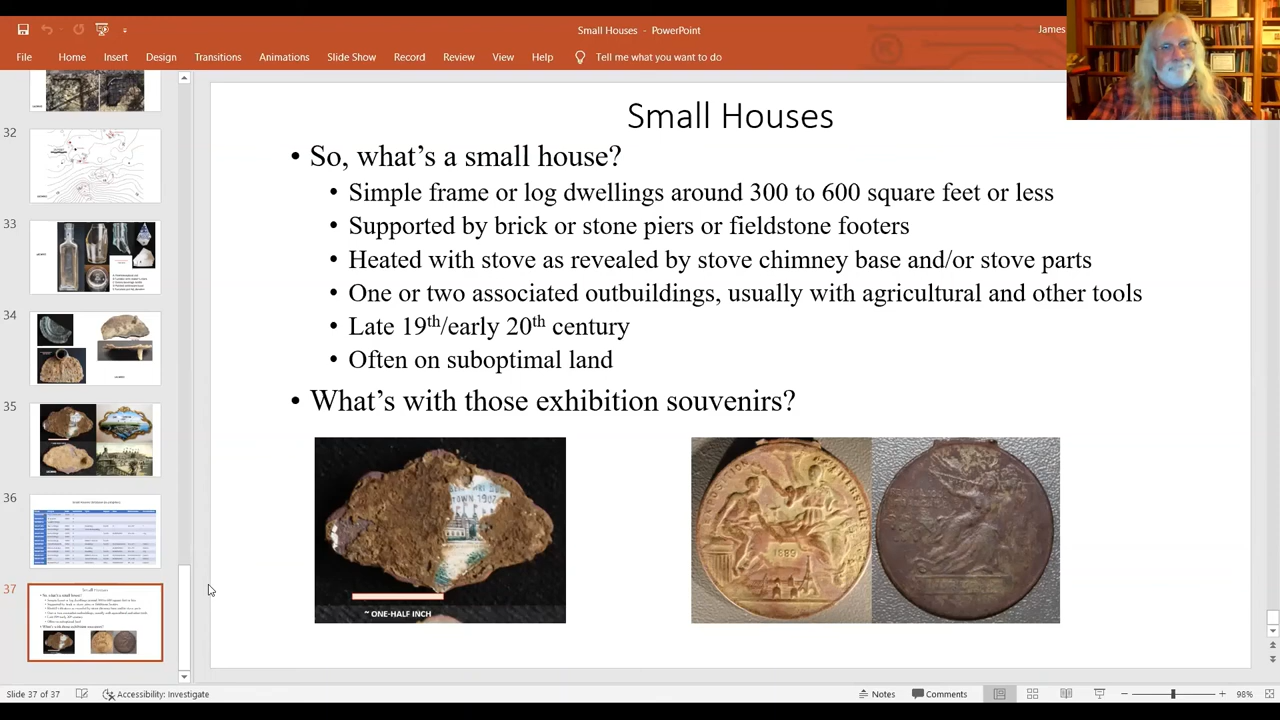 Small Houses - PowerPoint
James
File Home Insert Design Transitions Animations Slide Show Record Review View Help Tell me what you want to do
32
33
34
35
36
37
Small Houses
• So, what's a small house?
• Simple frame or log dwellings around 300 to 600 square feet or less
• Supported by brick or stone piers or fieldstone footers
• Heated with stove as revealed by stove chimney base and/or stove parts
• One or two associated outbuildings, usually with agricultural and other tools
• Late 19th/early 20th century
• Often on suboptimal land
• What's with those exhibition souvenirs?
TOWN 1907
1889
~ ONE-HALF INCH
Slide 37 of 37 Accessibility: Investigate Notes Comments 98%